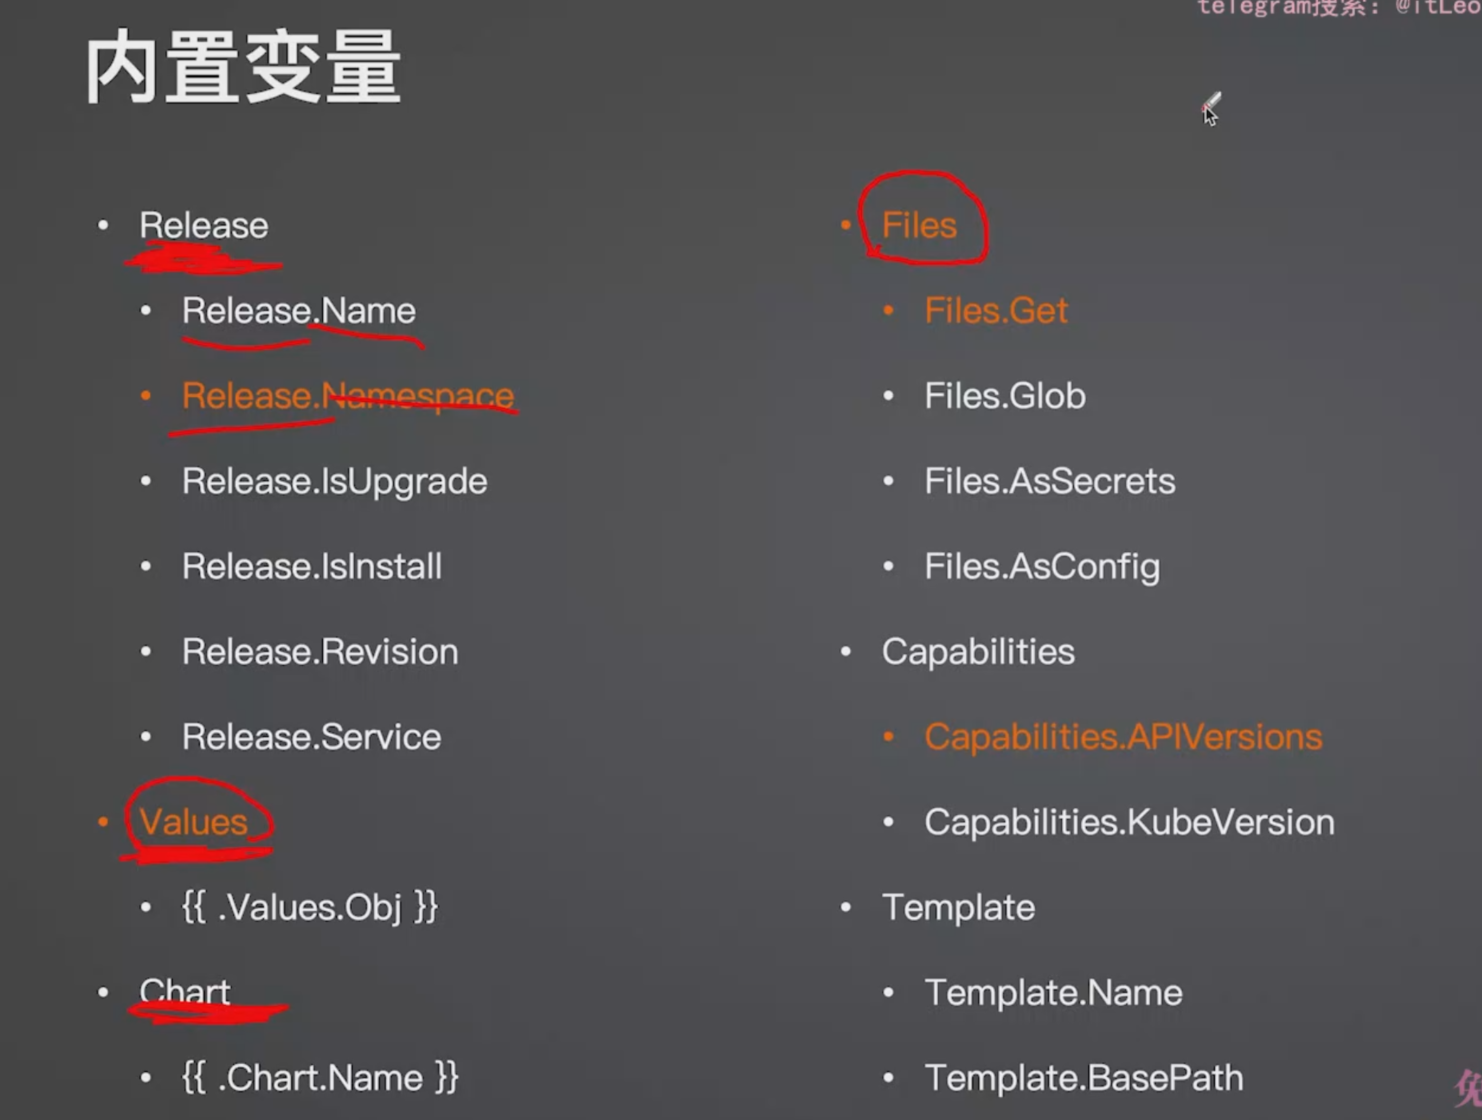 telegram搜索：@itLeo
内置变量
• Release
• Release.Name
• Release.Namespace
• Release.IsUpgrade
• Release.IsInstall
• Release.Revision
• Release.Service
• Values
• {{ .Values.Obj }}
• Chart
• {{ .Chart.Name }}
• Files
• Files.Get
• Files.Glob
• Files.AsSecrets
• Files.AsConfig
• Capabilities
• Capabilities.APIVersions
• Capabilities.KubeVersion
• Template
• Template.Name
• Template.BasePath